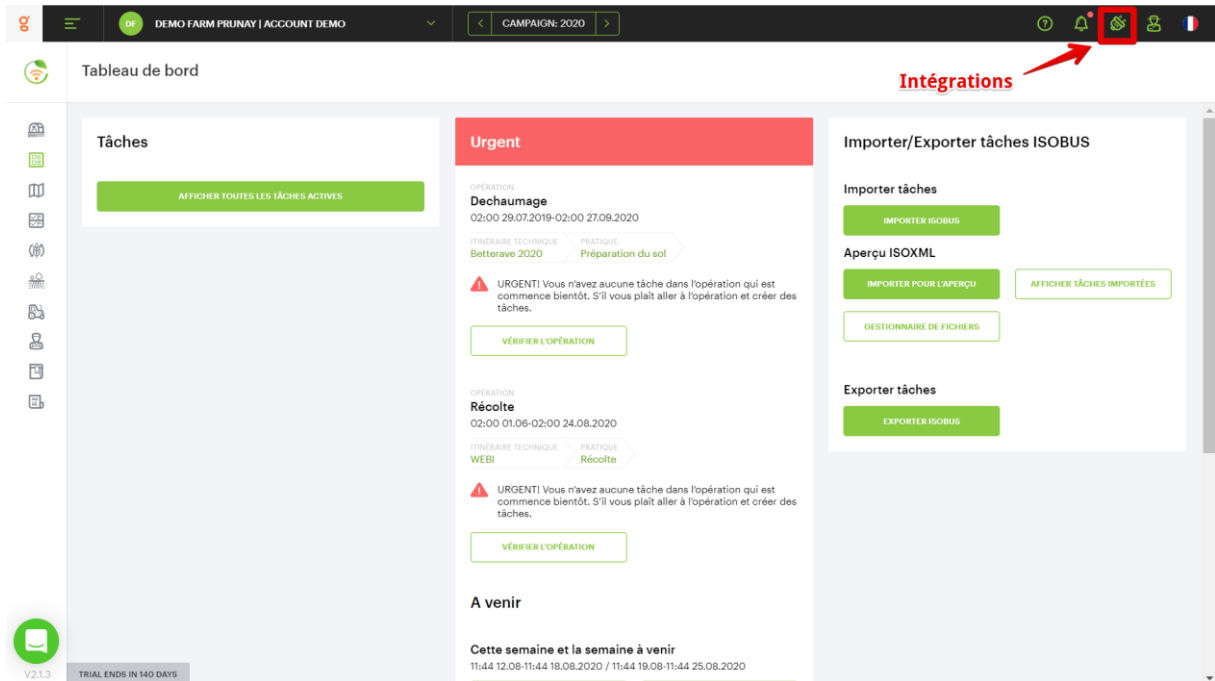 g
DF
DEMO FARM PRUNAY | ACCOUNT DEMO
CAMPAIGN: 2020
Tableau de bord
Intégrations
Tâches
AFFICHER TOUTES LES TÂCHES ACTIVES
Urgent
OPÉRATION
Dechaumage
02:00 29.07.2019-02:00 27.09.2020
ITINÉRAIRE TECHNIQUE PRATIQUE
Betterave 2020 Préparation du sol
URGENT! Vous n'avez aucune tâche dans l'opération qui est
commence bientôt. S'il vous plaît aller à l'opération et créer des
tâches.
VÉRIFIER L'OPÉRATION
OPÉRATION
Récolte
02:00 01.06-02:00 24.08.2020
ITINÉRAIRE TECHNIQUE PRATIQUE
WEBI Récolte
URGENT! Vous n'avez aucune tâche dans l'opération qui est
commence bientôt. S'il vous plaît aller à l'opération et créer des
tâches.
VÉRIFIER L'OPÉRATION
A venir
Cette semaine et la semaine à venir
11:44 12.08-11:44 18.08.2020 / 11:44 19.08-11:44 25.08.2020
Importer/Exporter tâches ISOBUS
Importer tâches
IMPORTER ISOBUS
Aperçu ISOXML
IMPORTER POUR L'APERÇU AFFICHER TÂCHES IMPORTÉES
GESTIONNAIRE DE FICHIERS
Exporter tâches
EXPORTER ISOBUS
V2.1.3
TRIAL ENDS IN 140 DAYS